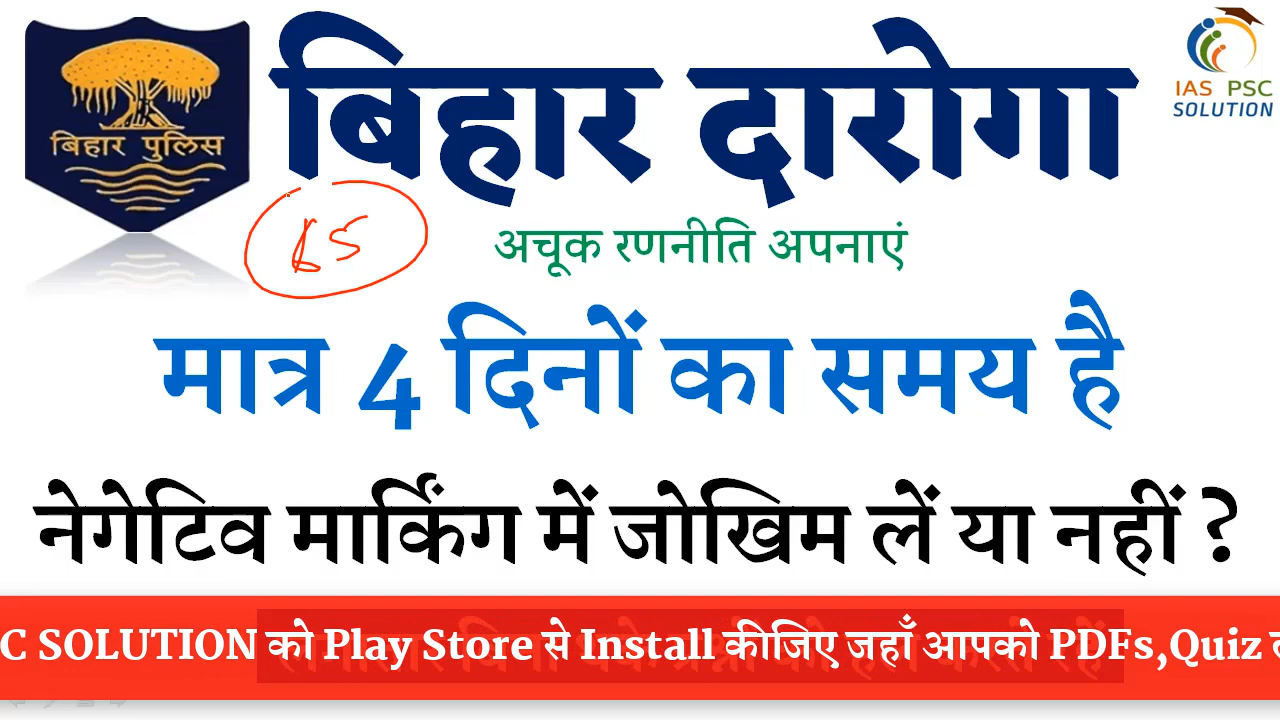 बिहार दारोगा
बिहार पुलिस
IAS PSC
SOLUTION
अचूक रणनीति अपनाएं
मात्र 4 दिनों का समय है
नेगेटिव मार्किंग में जोखिम लें या नहीं ?
C SOLUTION को Play Store से Install कीजिए जहाँ आपको PDFs,Quiz